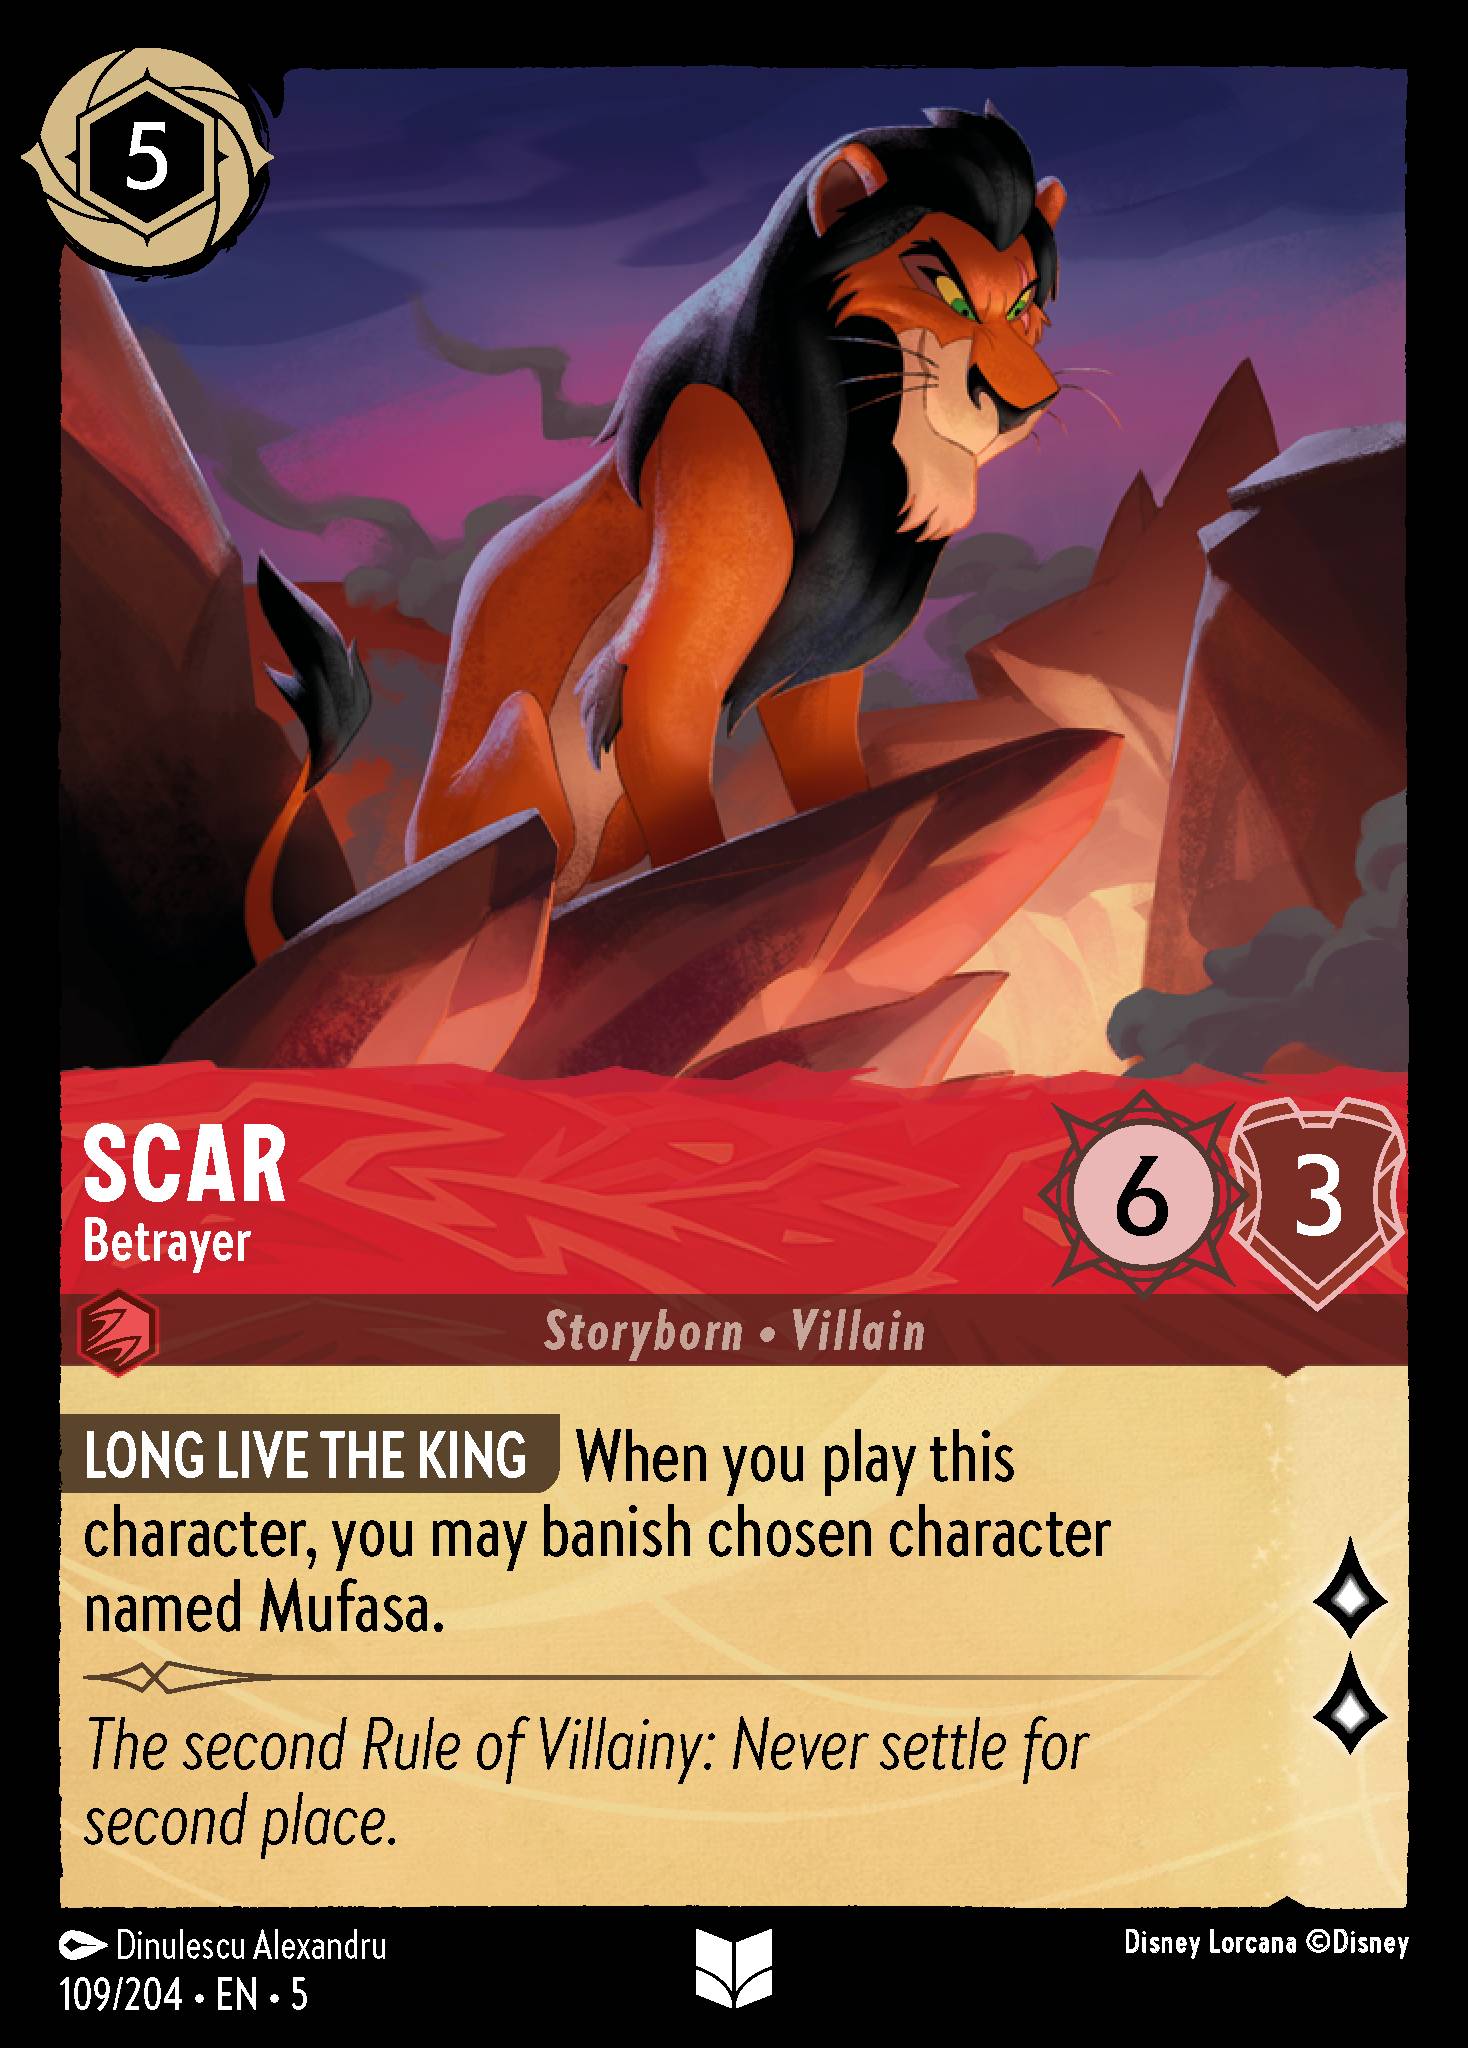 5
SCAR
Betrayer
6 3
Storyborn • Villain
LONG LIVE THE KING When you play this
character, you may banish chosen character
named Mufasa.
The second Rule of Villainy: Never settle for
second place.
Dinulescu Alexandru
Disney Lorcana ©Disney
109/204 • EN • 5